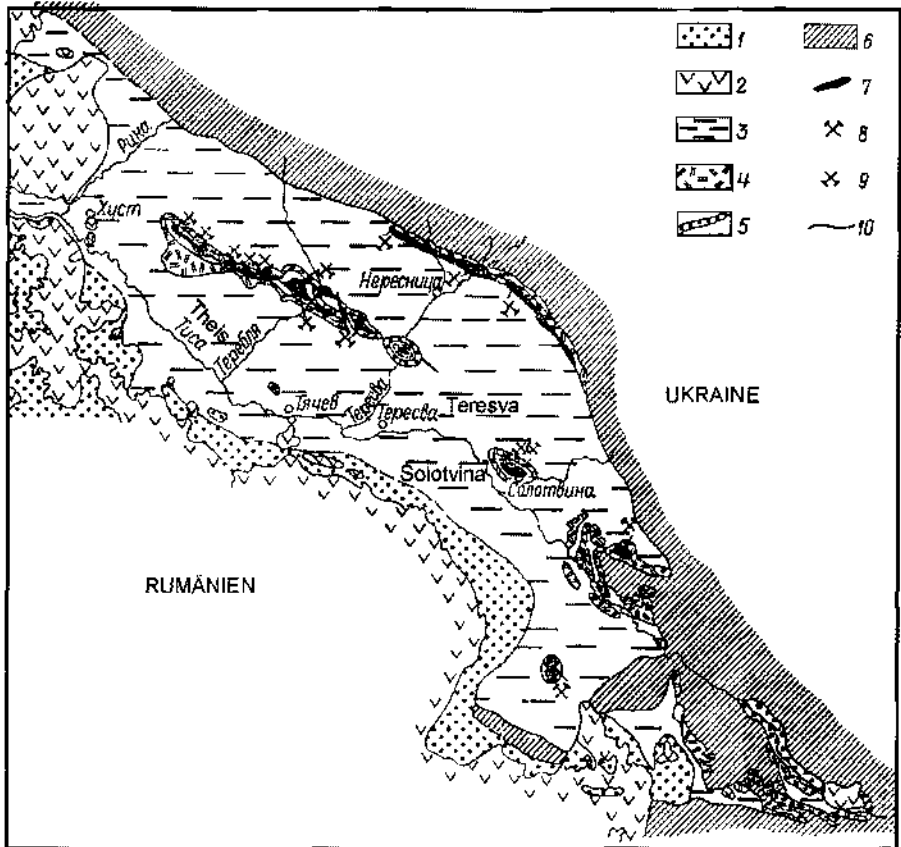 1 6
2 7
3 8
4 9
5 10
Рика
Хуст
Нересница
Theiß
Тиса
Теребля
UKRAINE
Тячев
Тересва
Тересва
Teresva
Solotvina
Солотвина
RUMÄNIEN